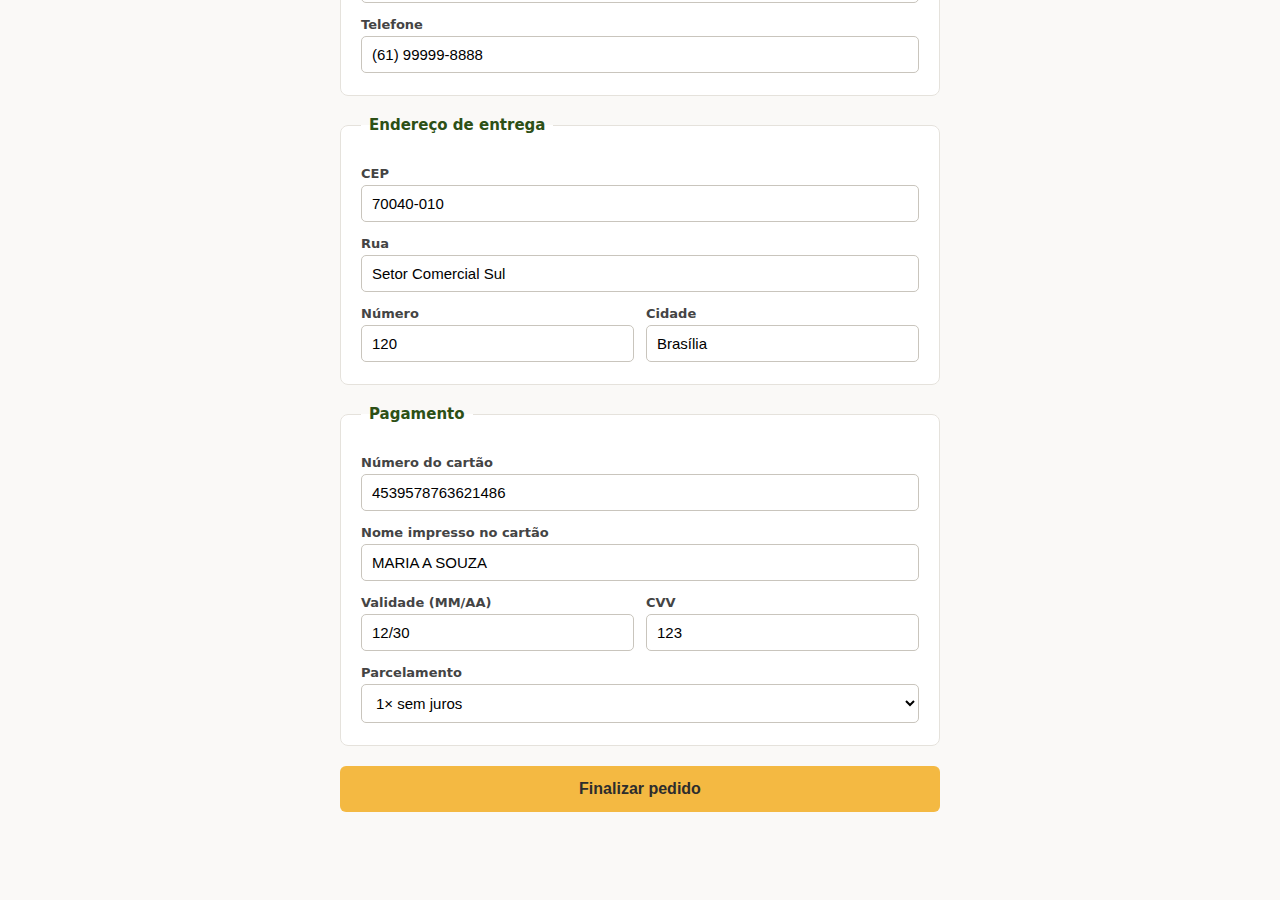 Telefone
(61) 99999-8888
Endereço de entrega
CEP
70040-010
Rua
Setor Comercial Sul
Número
Cidade
120
Brasília
Pagamento
Número do cartão
4539578763621486
Nome impresso no cartão
MARIA A SOUZA
Validade (MM/AA)
CVV
12/30
123
Parcelamento
1× sem juros
Finalizar pedido